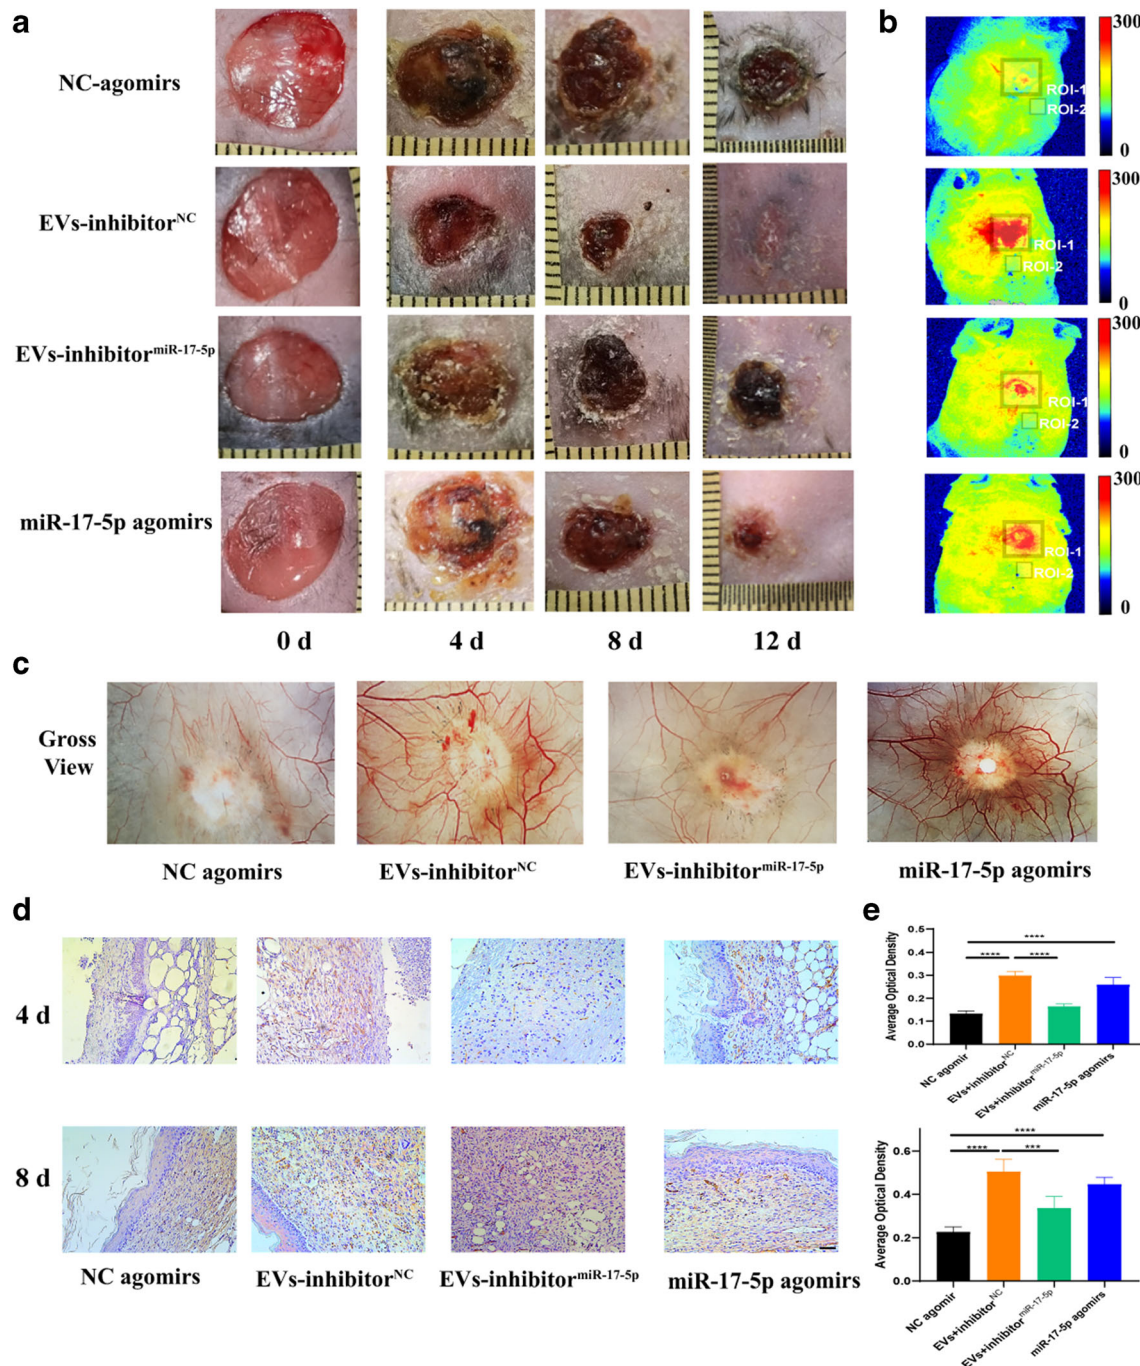 a
b
NC-agomirs
300
ROI-1
ROI-2
0
EVs-inhibitor^NC
300
ROI-1
ROI-2
0
EVs-inhibitor^miR-17-5p
300
ROI-1
ROI-2
0
miR-17-5p agomirs
300
ROI-1
ROI-2
0
0 d 4 d 8 d 12 d
c
Gross
View
NC agomirs EVs-inhibitor^NC EVs-inhibitor^miR-17-5p miR-17-5p agomirs
d
4 d
8 d
NC agomirs EVs-inhibitor^NC EVs-inhibitor^miR-17-5p miR-17-5p agomirs
e
Average Optical Density
0.5
0.4
0.3
0.2
0.1
0.0
****
**** ****
NC agomir
EVs+inhibitor^NC
EVs+inhibitor^miR-17-5p
miR-17-5p agomirs
Average Optical Density
0.6
0.4
0.2
0.0
****
**** ***
NC agomir
EVs+inhibitor^NC
EVs+inhibitor^miR-17-5p
miR-17-5p agomirs